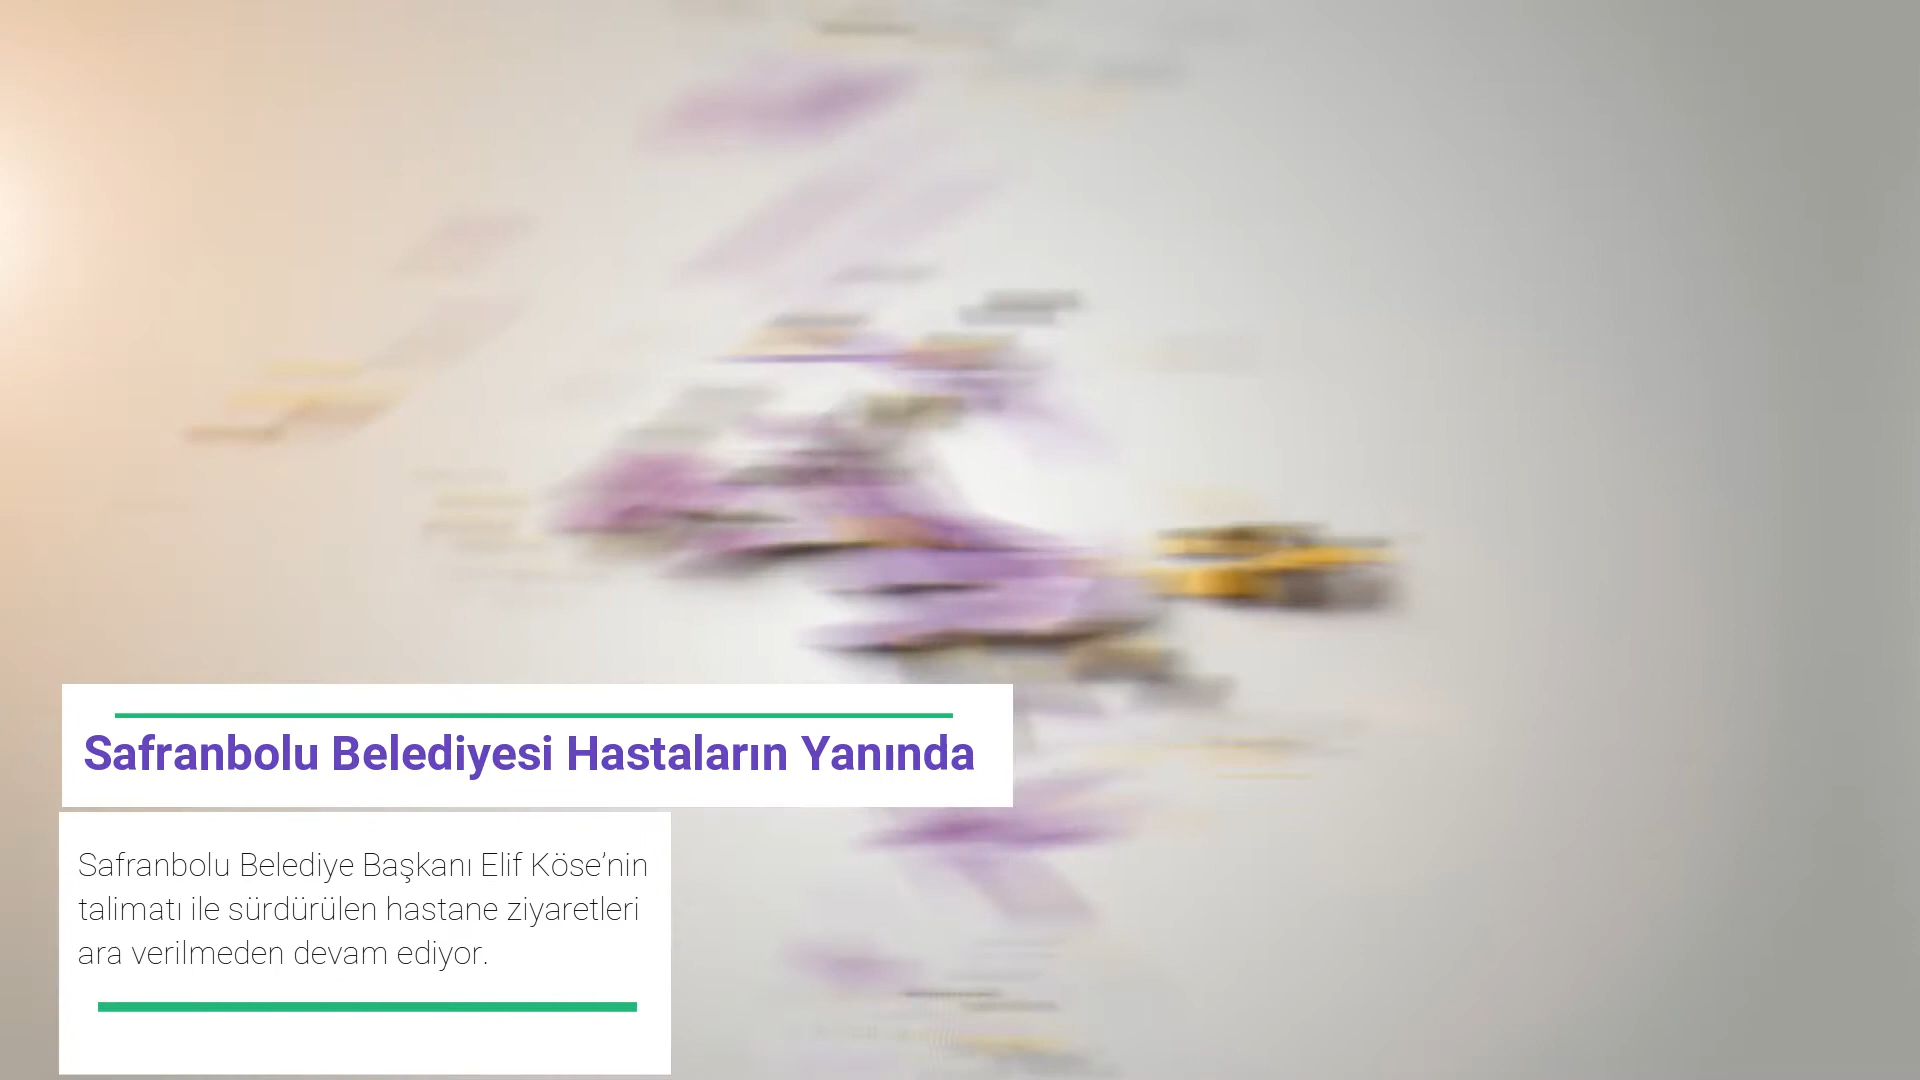 Safranbolu Belediyesi Hastaların Yanında
Safranbolu Belediye Başkanı Elif Köse’nin
talimatı ile sürdürülen hastane ziyaretleri
ara verilmeden devam ediyor.